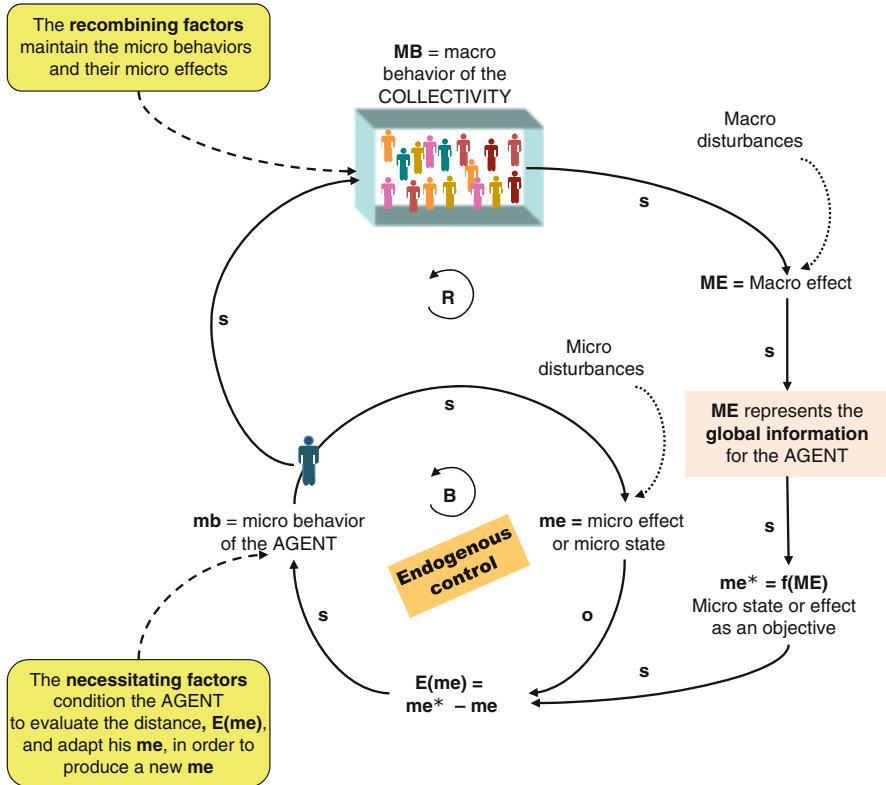 The recombining factors
maintain the micro behaviors
and their micro effects
MB = macro
behavior of the
COLLECTIVITY
Macro
disturbances
s
ME = Macro effect
R
s
s
Micro
disturbances
s
ME represents the
global information
for the AGENT
B
s
mb = micro behavior
of the AGENT
me = micro effect
or micro state
Endogenous
control
me* = f(ME)
Micro state or effect
as an objective
s
o
s
E(me) =
me* – me
The necessitating factors
condition the AGENT
to evaluate the distance, E(me),
and adapt his me, in order to
produce a new me